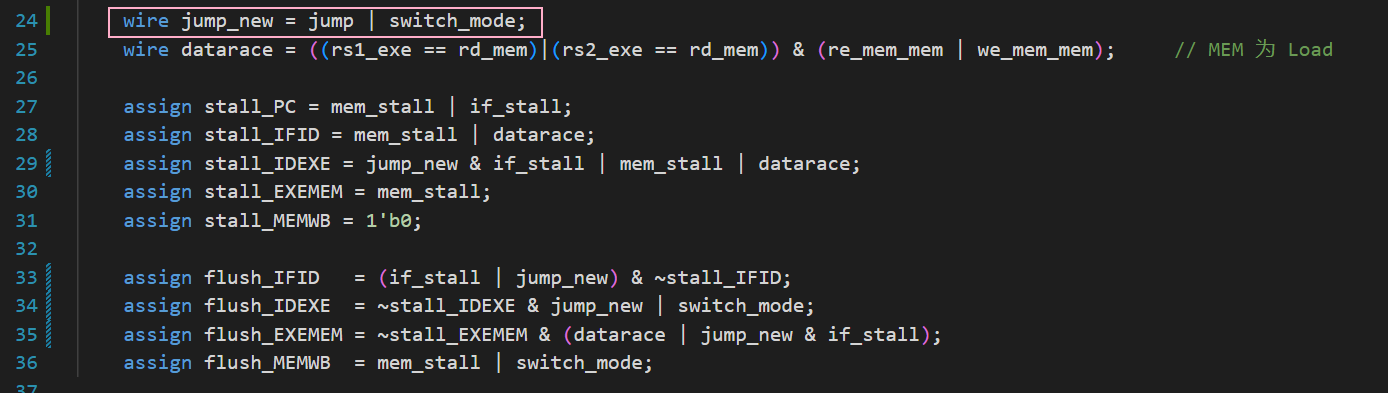 24 wire jump_new = jump | switch_mode;
25 wire datarace = ((rs1_exe == rd_mem)|(rs2_exe == rd_mem)) & (re_mem_mem | we_mem_mem); // MEM 为 Load
26
27 assign stall_PC = mem_stall | if_stall;
28 assign stall_IFID = mem_stall | datarace;
29 assign stall_IDEXE = jump_new & if_stall | mem_stall | datarace;
30 assign stall_EXEMEM = mem_stall;
31 assign stall_MEMWB = 1'b0;
32
33 assign flush_IFID = (if_stall | jump_new) & ~stall_IFID;
34 assign flush_IDEXE = ~stall_IDEXE & jump_new | switch_mode;
35 assign flush_EXEMEM = ~stall_EXEMEM & (datarace | jump_new & if_stall);
36 assign flush_MEMWB = mem_stall | switch_mode;
37